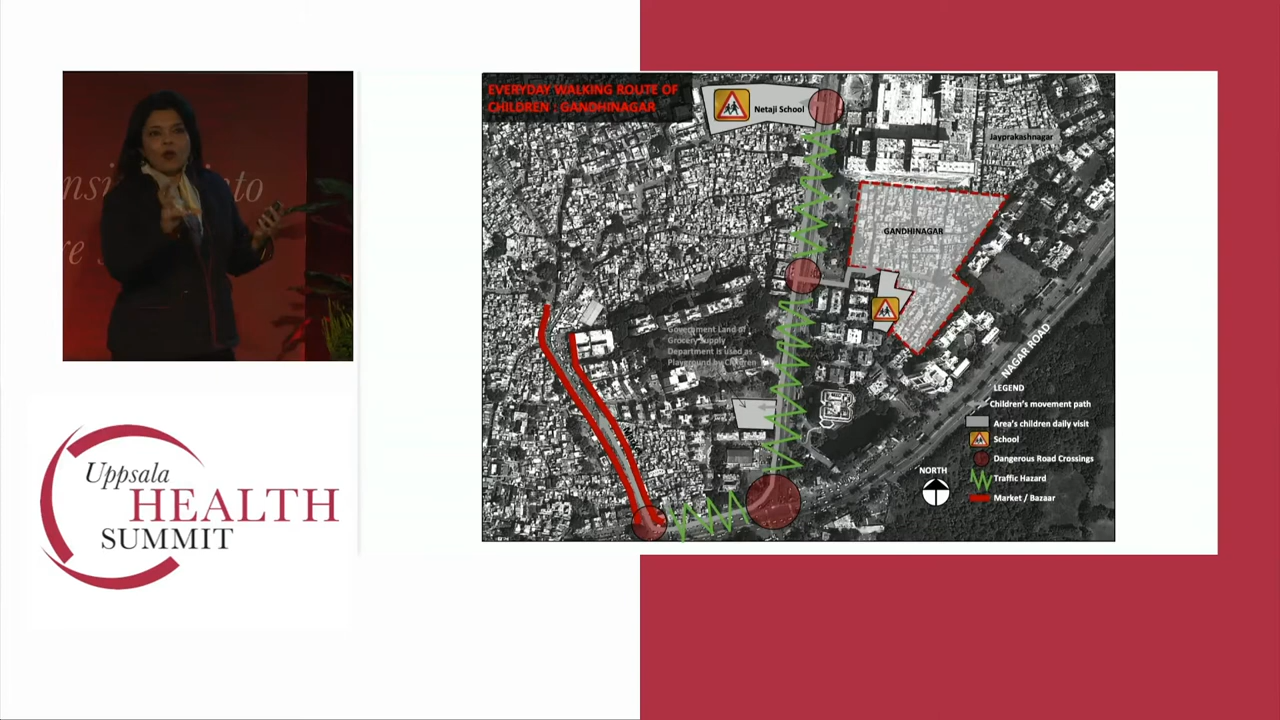 EVERYDAY WALKING ROUTE OF
CHILDREN : GANDHINAGAR
Netaji School
Jayprakashnagar
GANDHINAGAR
Government Land of
Grocery Supply
Department is used as
Playground by Children
NAGAR ROAD
LEGEND
Children's movement path
Area's children daily visit
School
Dangerous Road Crossings
Traffic Hazard
Market / Bazaar
NORTH
Uppsala
HEALTH
SUMMIT